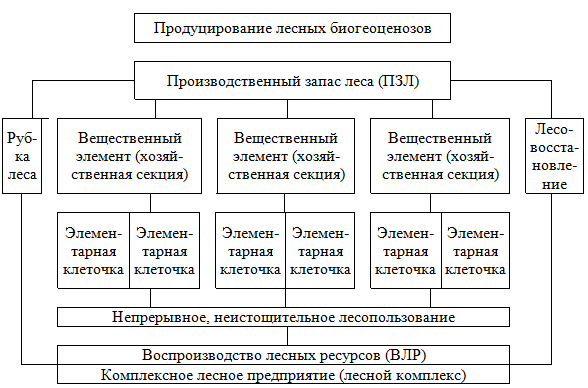 Продуцирование лесных биогеоценозов
Производственный запас леса (ПЗЛ)
Руб-
ка
леса
Вещественный
элемент (хозяй-
ственная секция)
Вещественный
элемент (хозяй-
ственная секция)
Вещественный
элемент (хозяй-
ственная секция)
Лесо-
восста-
новле-
ние
Элемен-
тарная
клеточка
Элемен-
тарная
клеточка
Элемен-
тарная
клеточка
Элемен-
тарная
клеточка
Элемен-
тарная
клеточка
Элемен-
тарная
клеточка
Непрерывное, неистощительное лесопользование
Воспроизводство лесных ресурсов (ВЛР)
Комплексное лесное предприятие (лесной комплекс)